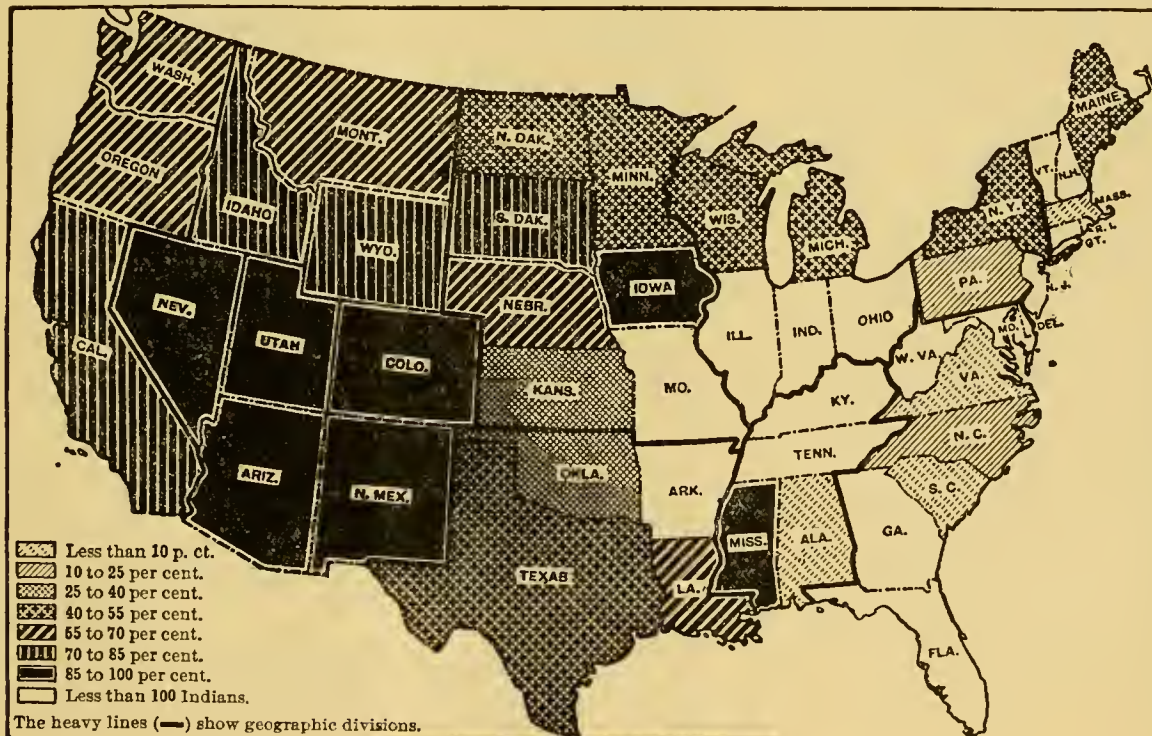 WASH.
MONT.
N. DAK.
MINN.
MAINE
OREGON
IDAHO
VT.
N.H.
MASS.
R. I.
CT.
S. DAK.
WIS.
MICH.
N. Y.
WYO.
NEBR.
IOWA
PA.
N. J.
NEV.
UTAH
COLO.
ILL.
IND.
OHIO
MD.
DEL.
W. VA.
VA.
CAL.
KANS.
MO.
KY.
N. C.
TENN.
ARIZ.
N. MEX.
OKLA.
ARK.
S. C.
MISS.
ALA.
GA.
TEXAS
LA.
FLA.
Less than 10 p. ct.
10 to 25 per cent.
25 to 40 per cent.
40 to 55 per cent.
55 to 70 per cent.
70 to 85 per cent.
85 to 100 per cent.
Less than 100 Indians.
The heavy lines (━) show geographic divisions.